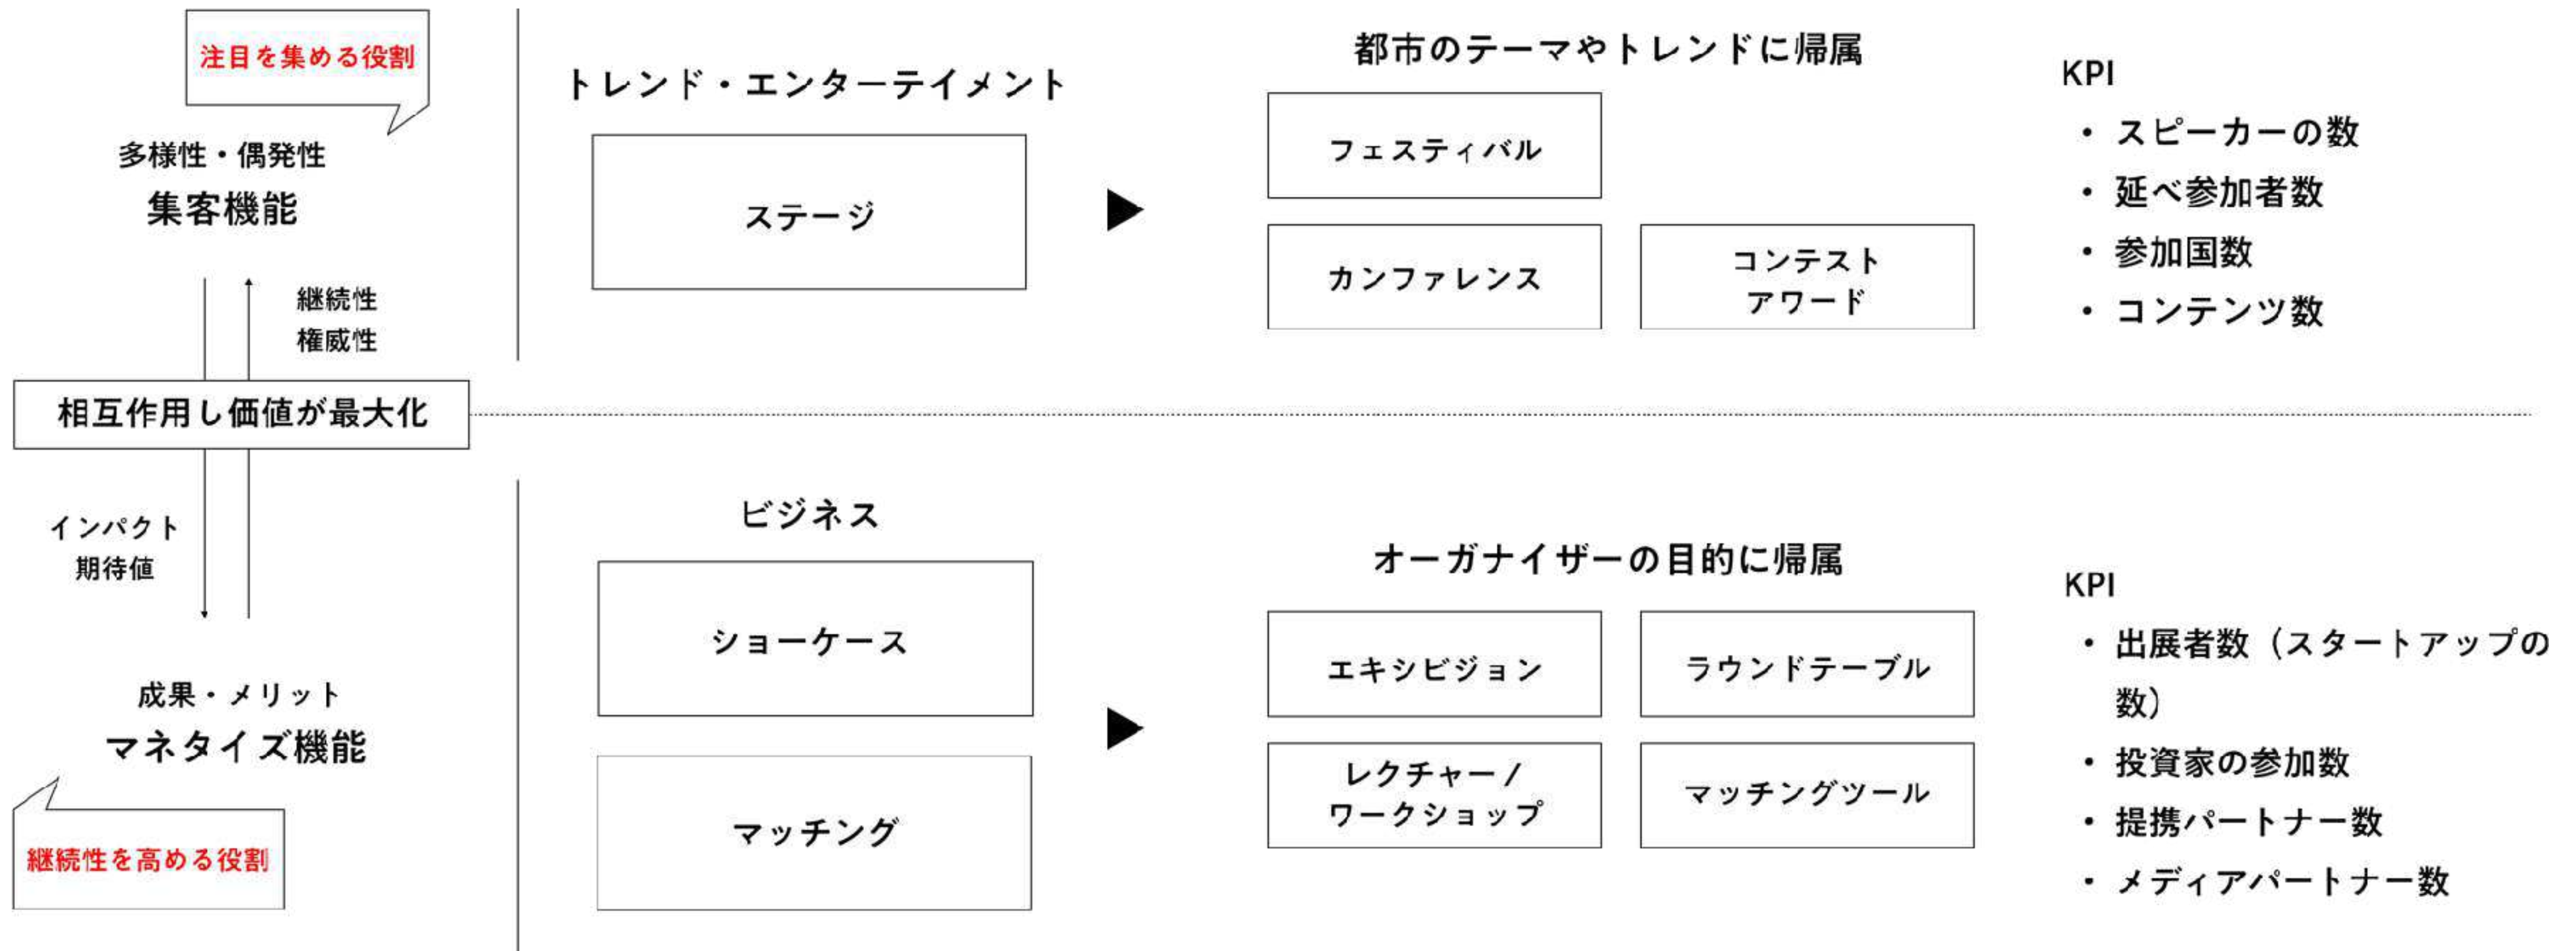 注目を集める役割
多様性・偶発性
集客機能
継続性
権威性
相互作用し価値が最大化
インパクト
期待値
成果・メリット
マネタイズ機能
継続性を高める役割
トレンド・エンターテイメント
ステージ
都市のテーマやトレンドに帰属
フェスティバル
カンファレンス
コンテスト
アワード
KPI
・ スピーカーの数
・ 延べ参加者数
・ 参加国数
・ コンテンツ数
ビジネス
ショーケース
マッチング
オーガナイザーの目的に帰属
エキシビジョン
ラウンドテーブル
レクチャー /
ワークショップ
マッチングツール
KPI
・ 出展者数（スタートアップの
数）
・ 投資家の参加数
・ 提携パートナー数
・ メディアパートナー数